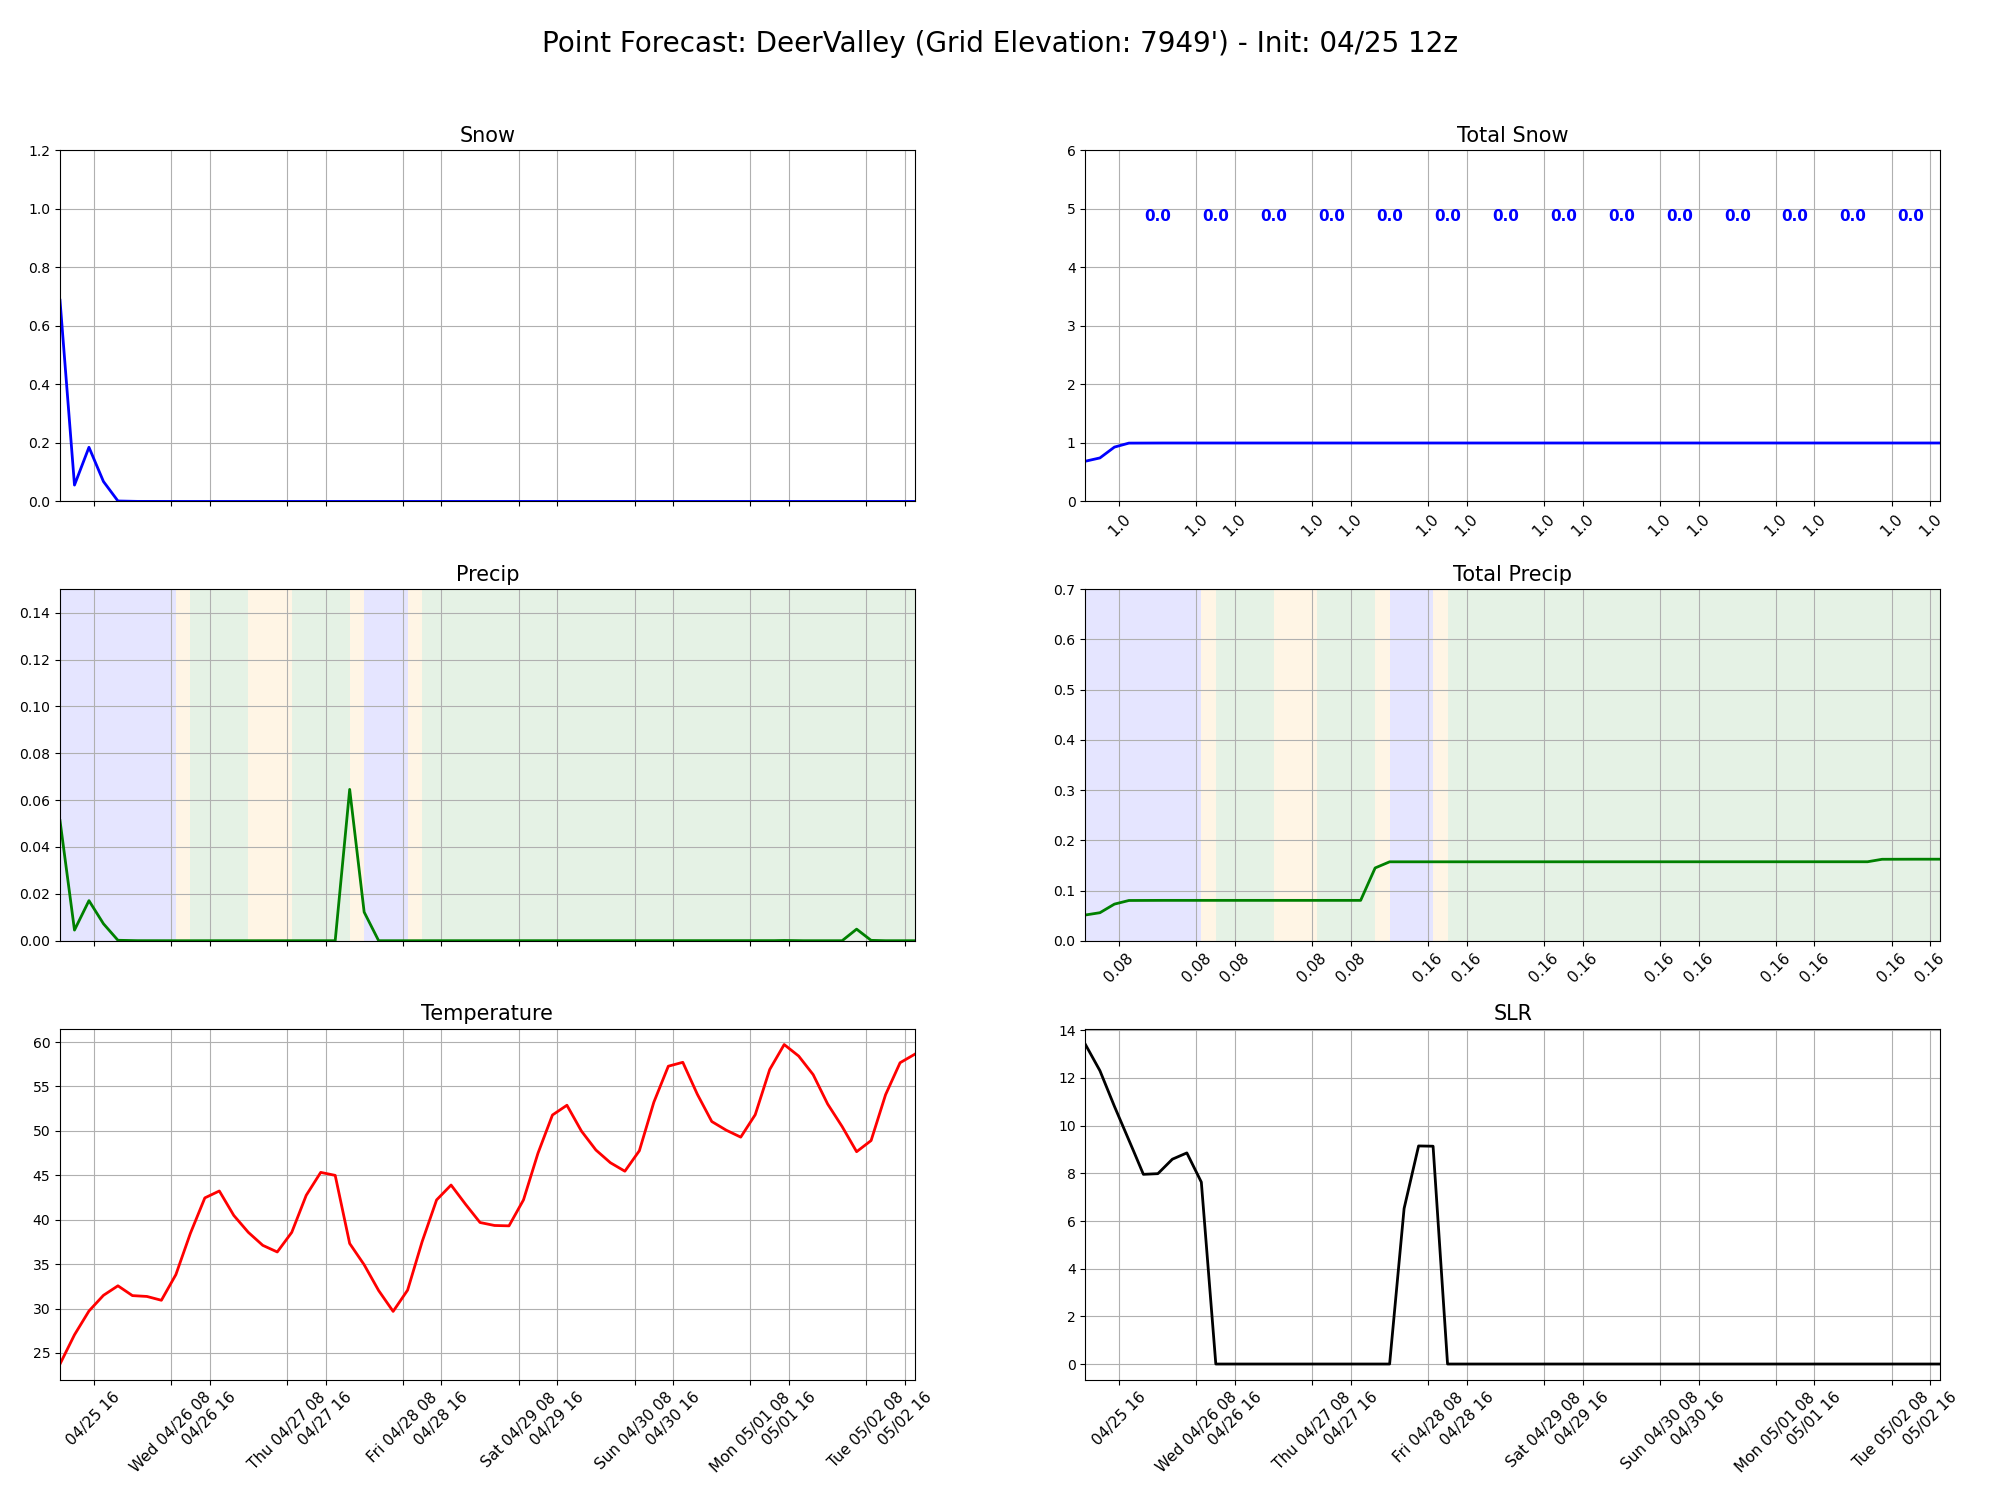 Point Forecast: DeerValley (Grid Elevation: 7949') - Init: 04/25 12z
Snow
1.2
1.0
0.8
0.6
0.4
0.2
0.0
Total Snow
6
5
4
3
2
1
0
0.0 0.0 0.0 0.0 0.0 0.0 0.0 0.0 0.0 0.0 0.0 0.0 0.0 0.0
1.0 1.0 1.0 1.0 1.0 1.0 1.0 1.0 1.0 1.0 1.0 1.0 1.0 1.0 1.0
Precip
0.14
0.12
0.10
0.08
0.06
0.04
0.02
0.00
Total Precip
0.7
0.6
0.5
0.4
0.3
0.2
0.1
0.0
0.08 0.08 0.08 0.08 0.08 0.16 0.16 0.16 0.16 0.16 0.16 0.16 0.16 0.16 0.16
Temperature
60
55
50
45
40
35
30
25
04/25 16
Wed 04/26 08
04/26 16
Thu 04/27 08
04/27 16
Fri 04/28 08
04/28 16
Sat 04/29 08
04/29 16
Sun 04/30 08
04/30 16
Mon 05/01 08
05/01 16
Tue 05/02 08
05/02 16
SLR
14
12
10
8
6
4
2
0
04/25 16
Wed 04/26 08
04/26 16
Thu 04/27 08
04/27 16
Fri 04/28 08
04/28 16
Sat 04/29 08
04/29 16
Sun 04/30 08
04/30 16
Mon 05/01 08
05/01 16
Tue 05/02 08
05/02 16